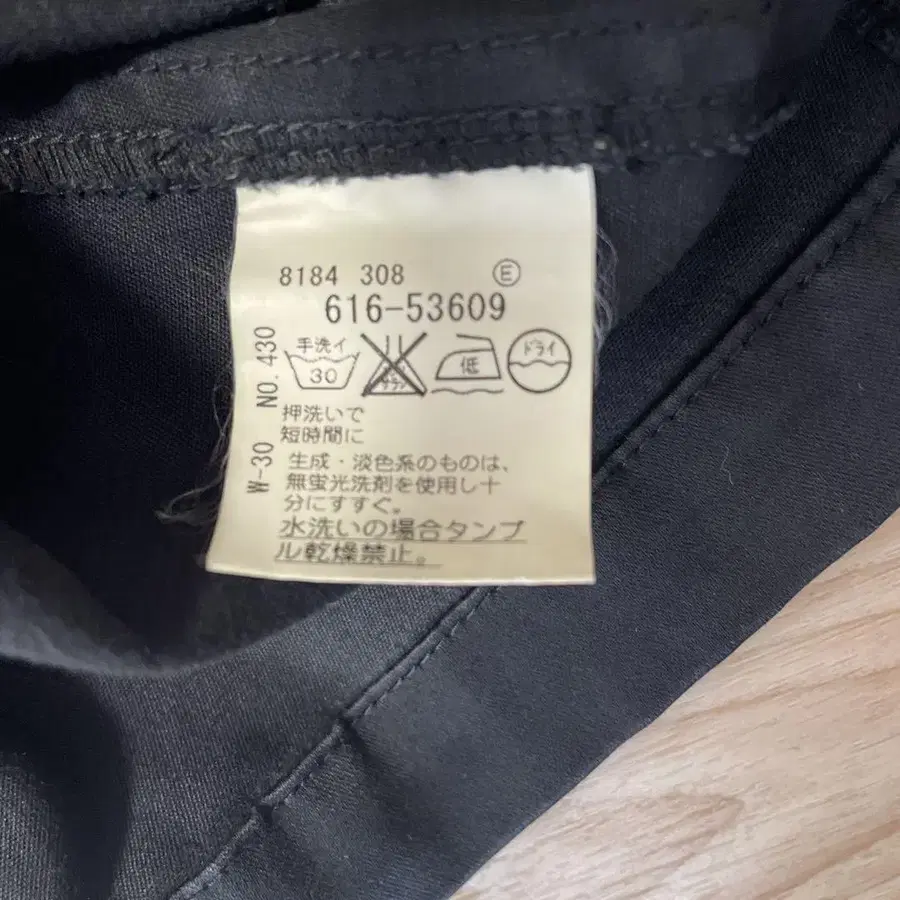 8184 308 Ⓔ
616-53609
手洗イ
30
低
ドライ
押洗いで
短時間に
生成・淡色系のものは、
無蛍光洗剤を使用し十
分にすすぐ。
水洗いの場合タンブ
ル乾燥禁止。
W-30 NO.430